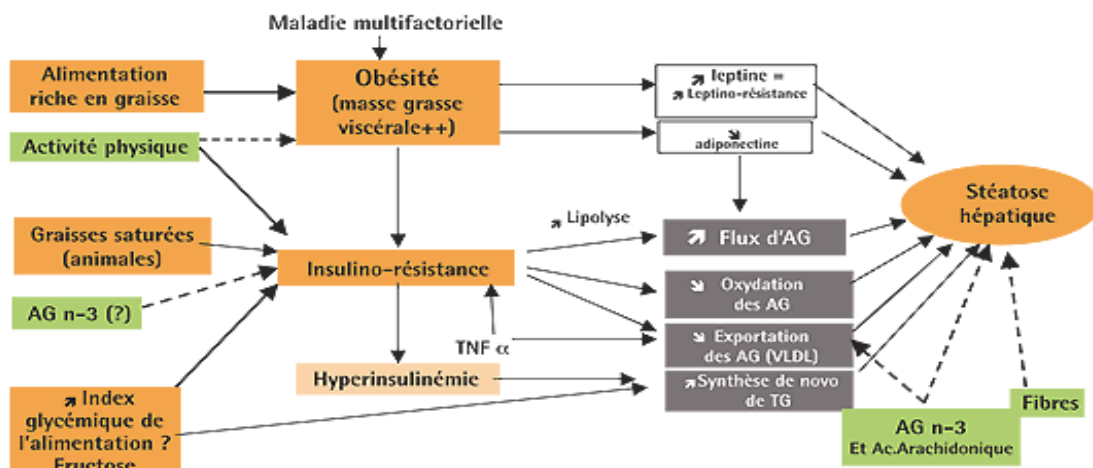 Maladie multifactorielle
Alimentation
riche en graisse
Obésité
(masse grasse
viscérale++)
↗ leptine =
↗ Leptino-résistance
↘
adiponectine
Activité physique
Stéatose
hépatique
Graisses saturées
(animales)
↗ Lipolyse
↗ Flux d'AG
Insulino-résistance
↘ Oxydation
des AG
AG n-3 (?)
TNF α
↘ Exportation
des AG (VLDL)
Hyperinsulinémie
↗ Synthèse de novo
de TG
↗ Index
glycémique de
l'alimentation ?
Fructose
AG n-3
Et Ac.Arachidonique
Fibres